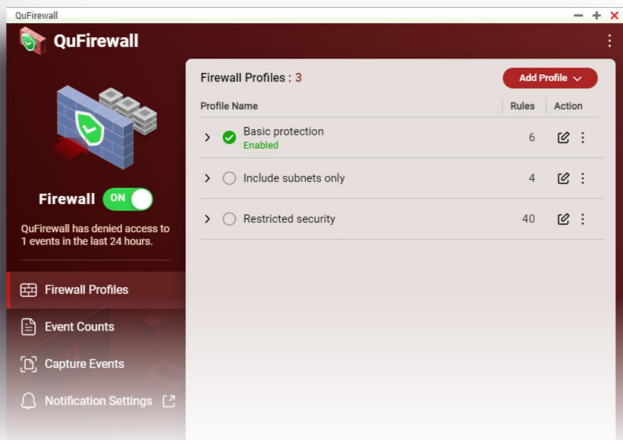 QuFirewall
QuFirewall
Firewall Profiles : 3
Add Profile
Profile Name
Rules
Action
Basic protection
Enabled
6
Include subnets only
4
Restricted security
40
Firewall
ON
QuFirewall has denied access to
1 events in the last 24 hours.
Firewall Profiles
Event Counts
Capture Events
Notification Settings